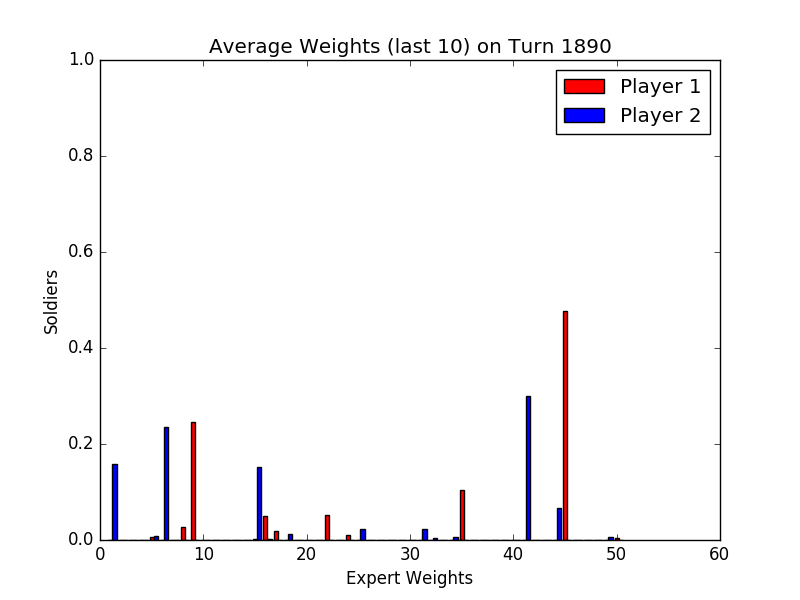 Average Weights (last 10) on Turn 1890
1.0
Player 1
Player 2
0.8
0.6
Soldiers
0.4
0.2
0.0
0 10 20 30 40 50 60
Expert Weights